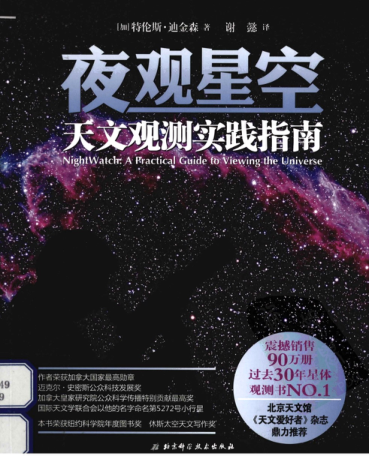 [加]特伦斯·迪金森 著 谢 懿 译
夜观星空
天文观测实践指南
NightWatch: A Practical Guide to Viewing the Universe
震撼销售
90万册
过去30年星体
观测书NO.1
北京天文馆
《天文爱好者》杂志
鼎力推荐
作者荣获加拿大国家最高勋章
迈克尔·史密斯公众科技发展奖
加拿大皇家研究院公众科学传播特别贡献最高奖
国际天文学联合会以他的名字命名第5272号小行星
本书荣获纽约科学院年度图书奖 休斯太空天文写作奖
49
9
北京科学技术出版社